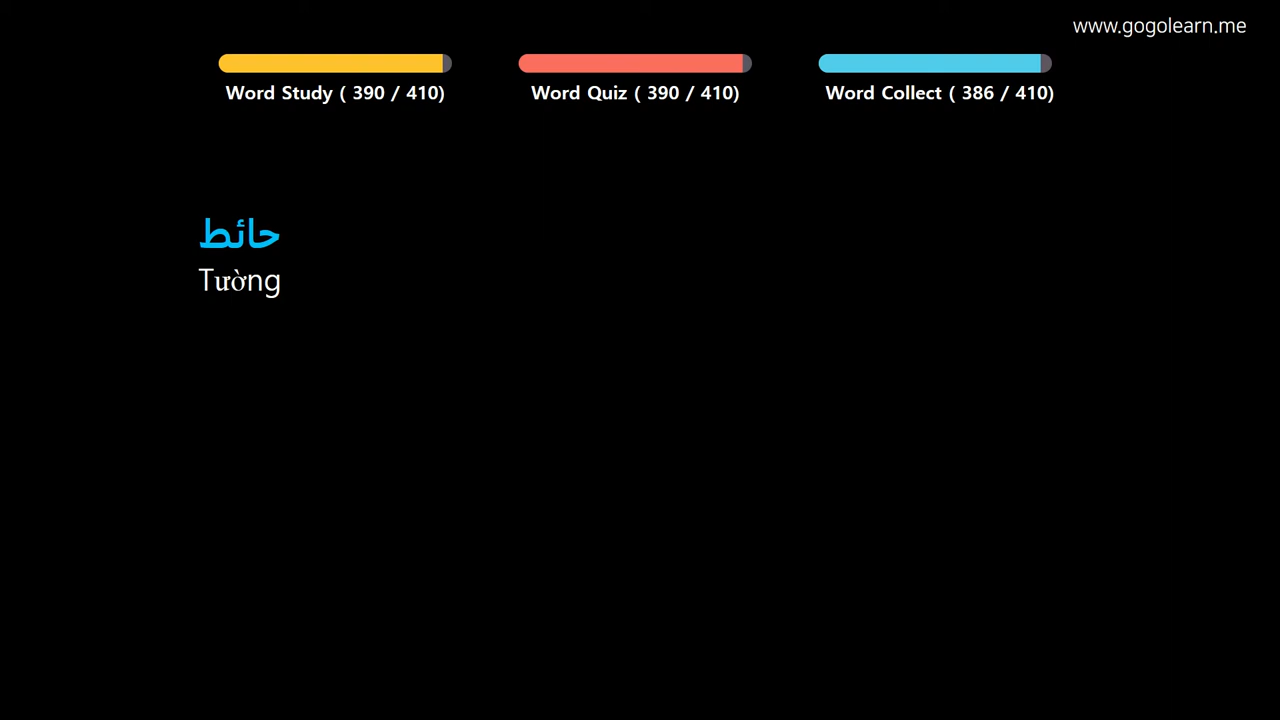 www.gogolearn.me
Word Study ( 390 / 410)
Word Quiz ( 390 / 410)
Word Collect ( 386 / 410)
حائط
Tường